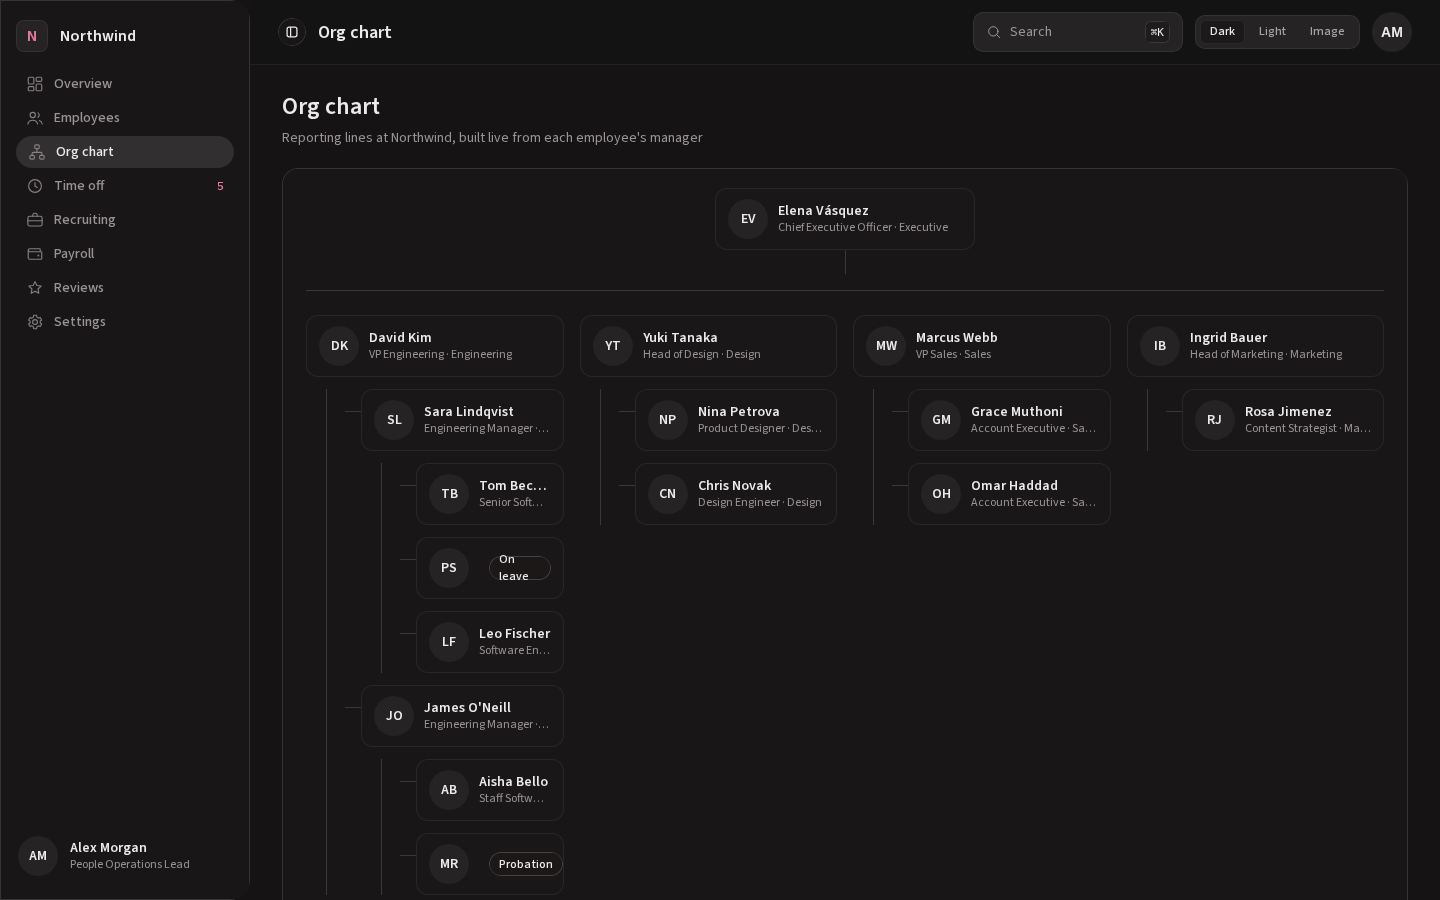 N
Northwind
Overview
Employees
Org chart
Time off
5
Recruiting
Payroll
Reviews
Settings
AM
Alex Morgan
People Operations Lead
Org chart
Search
⌘K
Dark
Light
Image
AM
Org chart
Reporting lines at Northwind, built live from each employee's manager
EV
Elena Vásquez
Chief Executive Officer · Executive
DK
David Kim
VP Engineering · Engineering
SL
Sara Lindqvist
Engineering Manager ·…
TB
Tom Bec…
Senior Soft…
PS
On
leave
LF
Leo Fischer
Software En…
JO
James O'Neill
Engineering Manager ·…
AB
Aisha Bello
Staff Softw…
MR
Probation
YT
Yuki Tanaka
Head of Design · Design
NP
Nina Petrova
Product Designer · Des…
CN
Chris Novak
Design Engineer · Design
MW
Marcus Webb
VP Sales · Sales
GM
Grace Muthoni
Account Executive · Sa…
OH
Omar Haddad
Account Executive · Sa…
IB
Ingrid Bauer
Head of Marketing · Marketing
RJ
Rosa Jimenez
Content Strategist · Ma…